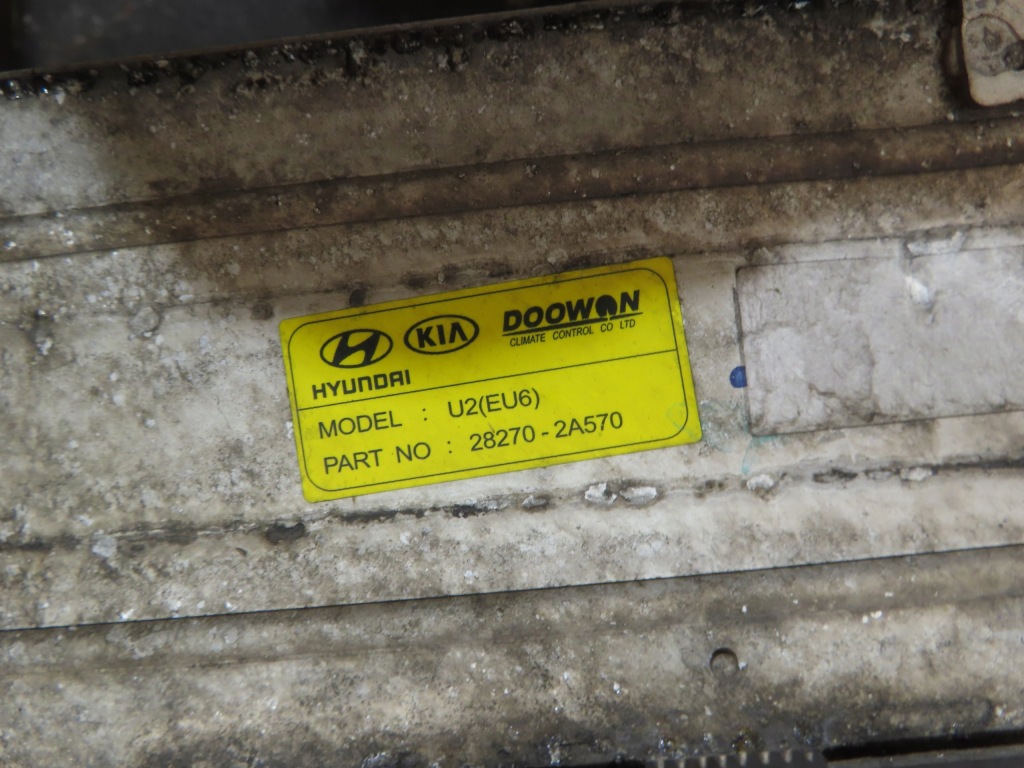 HYUNDAI
KIA
DOOWON
CLIMATE CONTROL CO LTD
MODEL : U2(EU6)
PART NO : 28270-2A570